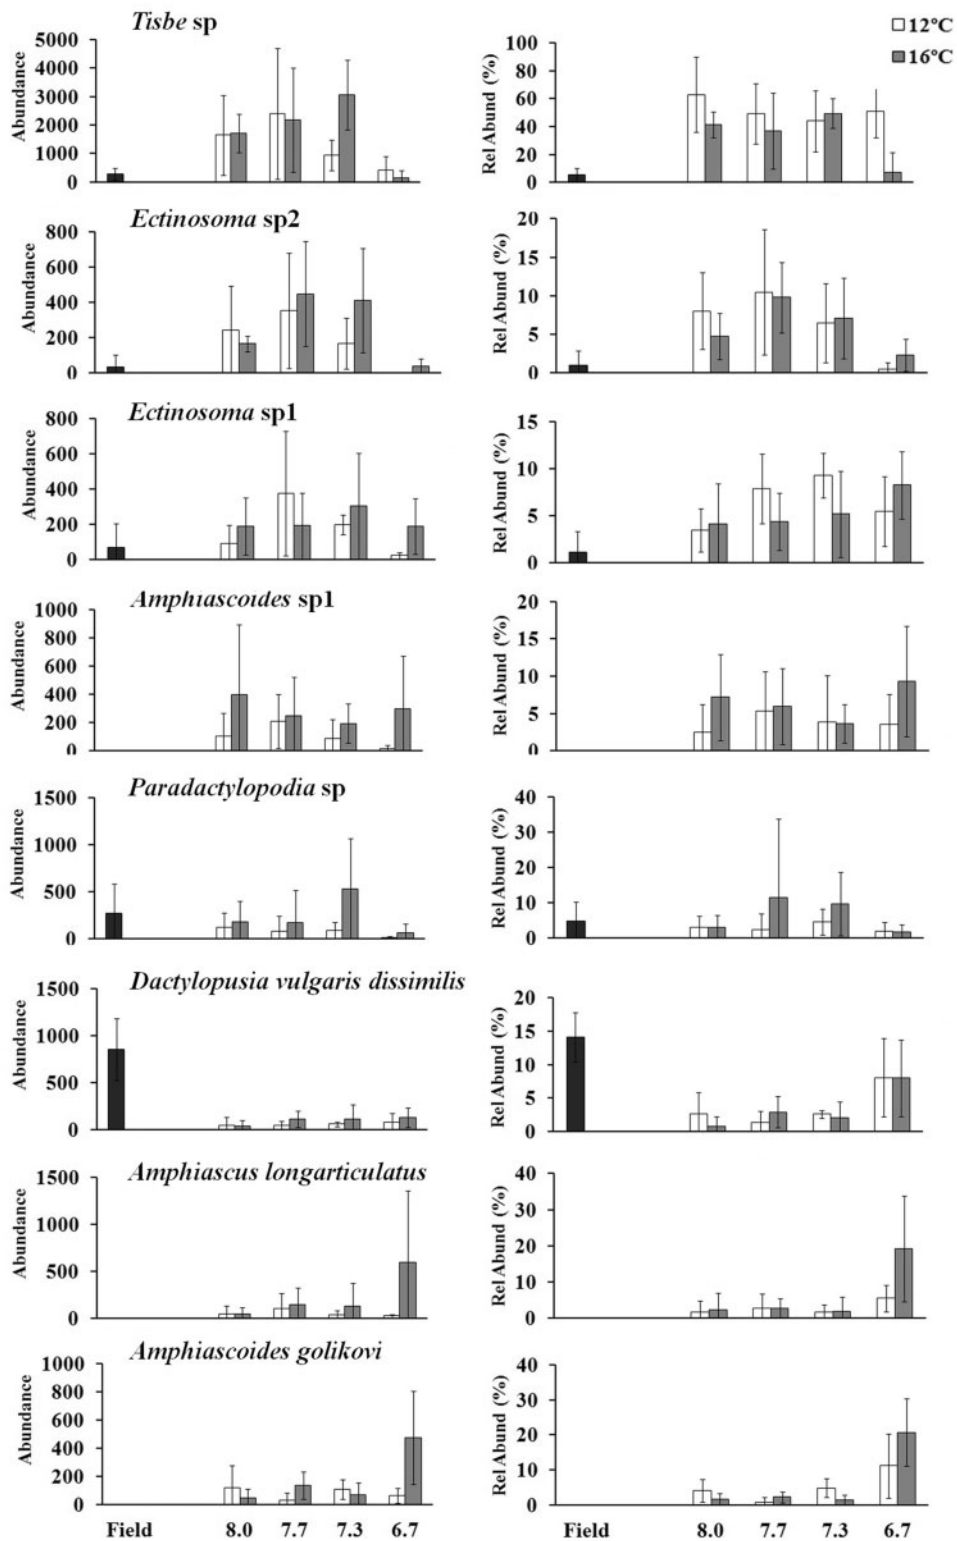 Tisbe sp
12°C
16°C
Abundance
5000
4000
3000
2000
1000
0
Rel Abund (%)
100
80
60
40
20
0
Ectinosoma sp2
Abundance
800
600
400
200
0
Rel Abund (%)
20
15
10
5
0
Ectinosoma sp1
Abundance
800
600
400
200
0
Rel Abund (%)
15
10
5
0
Amphiascoides sp1
Abundance
1000
800
600
400
200
0
Rel Abund (%)
20
15
10
5
0
Paradactylopodia sp
Abundance
1500
1000
500
0
Rel Abund (%)
40
30
20
10
0
Dactylopusia vulgaris dissimilis
Abundance
1500
1000
500
0
Rel Abund (%)
20
15
10
5
0
Amphiascus longarticulatus
Abundance
1500
1000
500
0
Rel Abund (%)
40
30
20
10
0
Amphiascoides golikovi
Abundance
1000
800
600
400
200
0
Rel Abund (%)
40
30
20
10
0
Field 8.0 7.7 7.3 6.7
Field 8.0 7.7 7.3 6.7